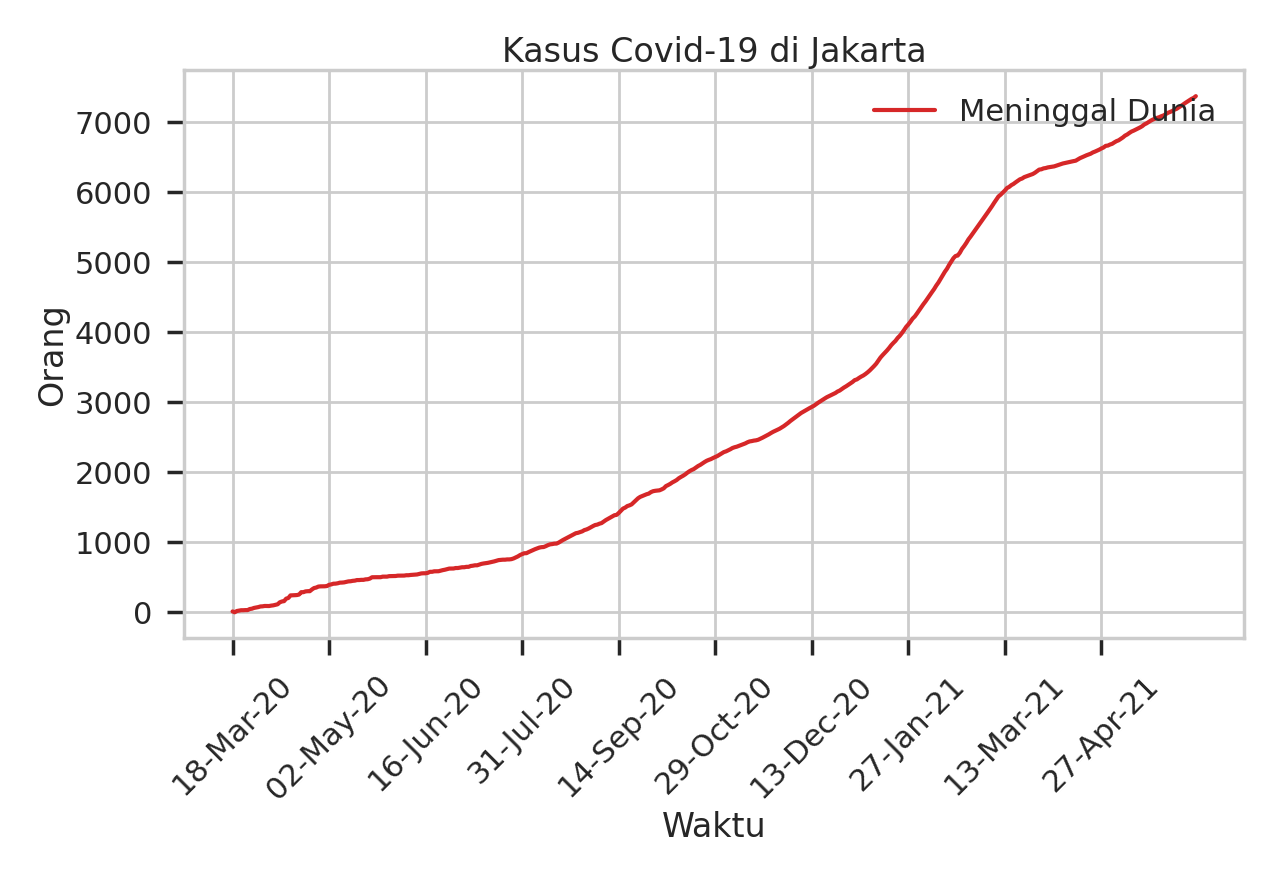 Kasus Covid-19 di Jakarta
Meninggal Dunia
7000
6000
5000
4000
3000
2000
1000
0
Orang
18-Mar-20
02-May-20
16-Jun-20
31-Jul-20
14-Sep-20
29-Oct-20
13-Dec-20
27-Jan-21
13-Mar-21
27-Apr-21
Waktu